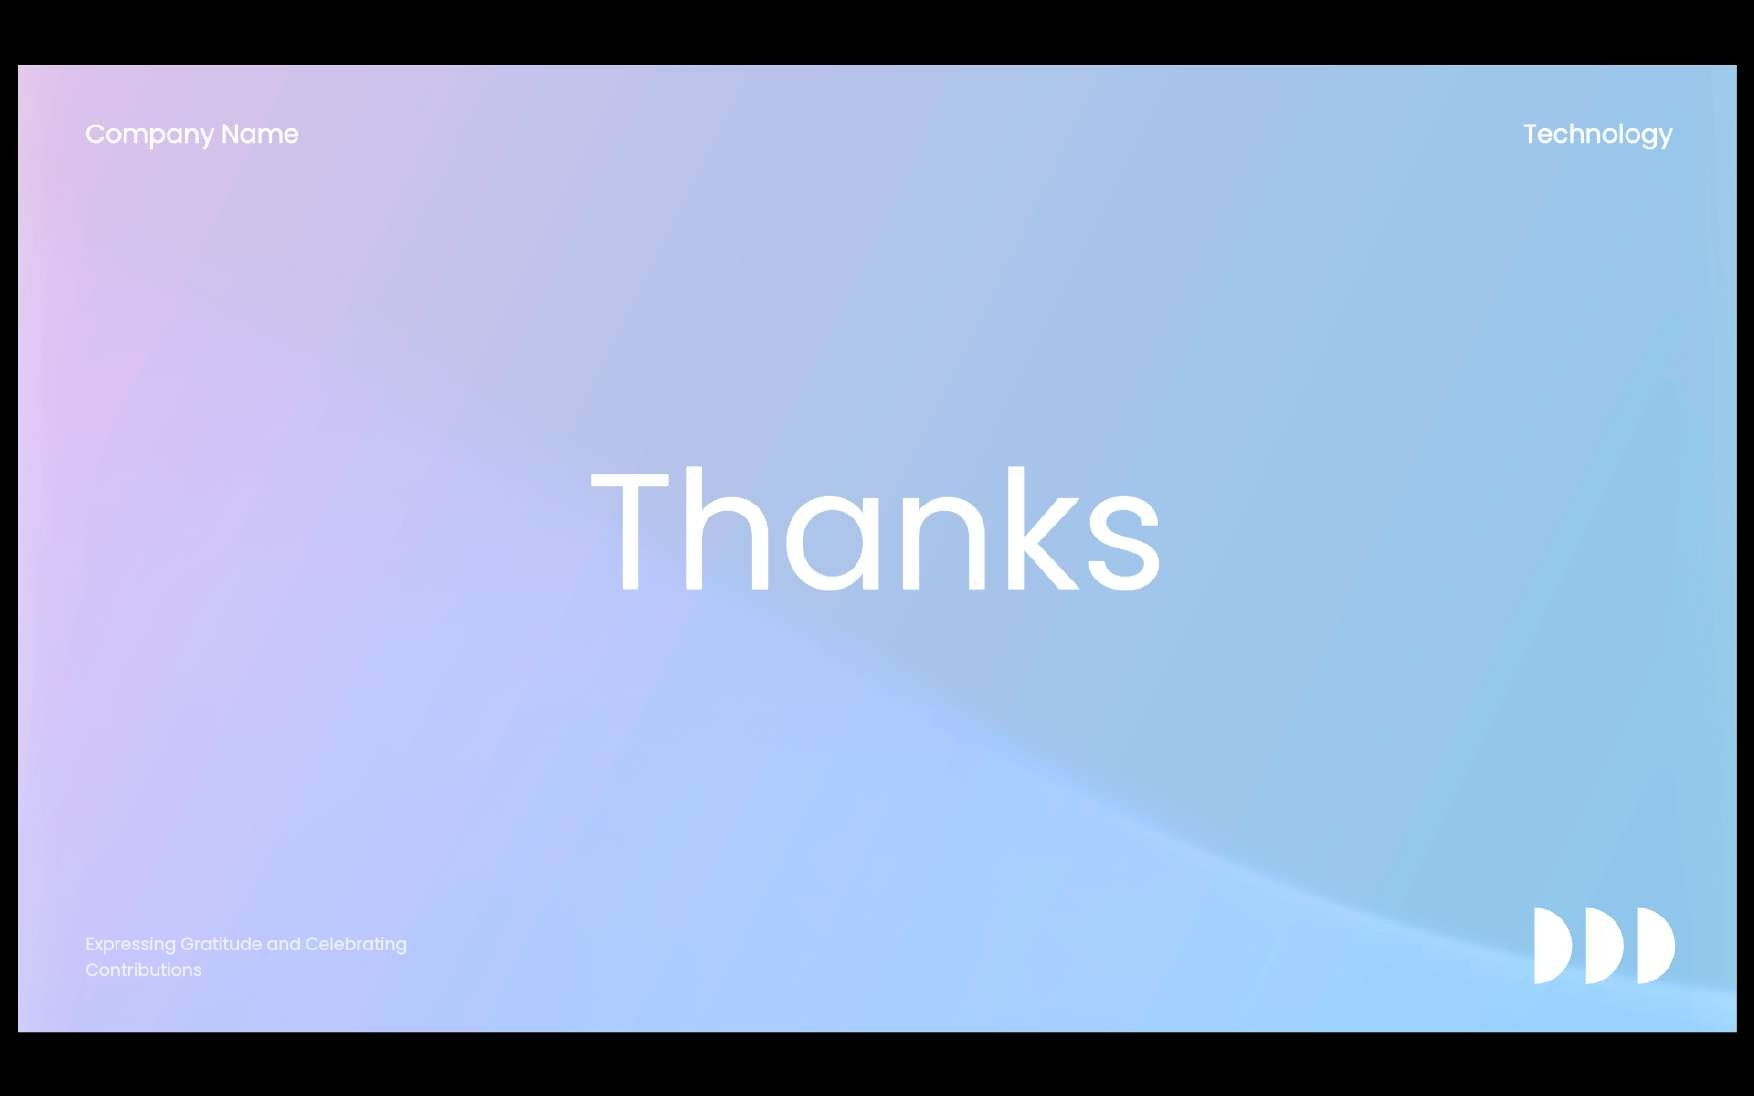 Company Name
Technology
Thanks
Expressing Gratitude and Celebrating
Contributions